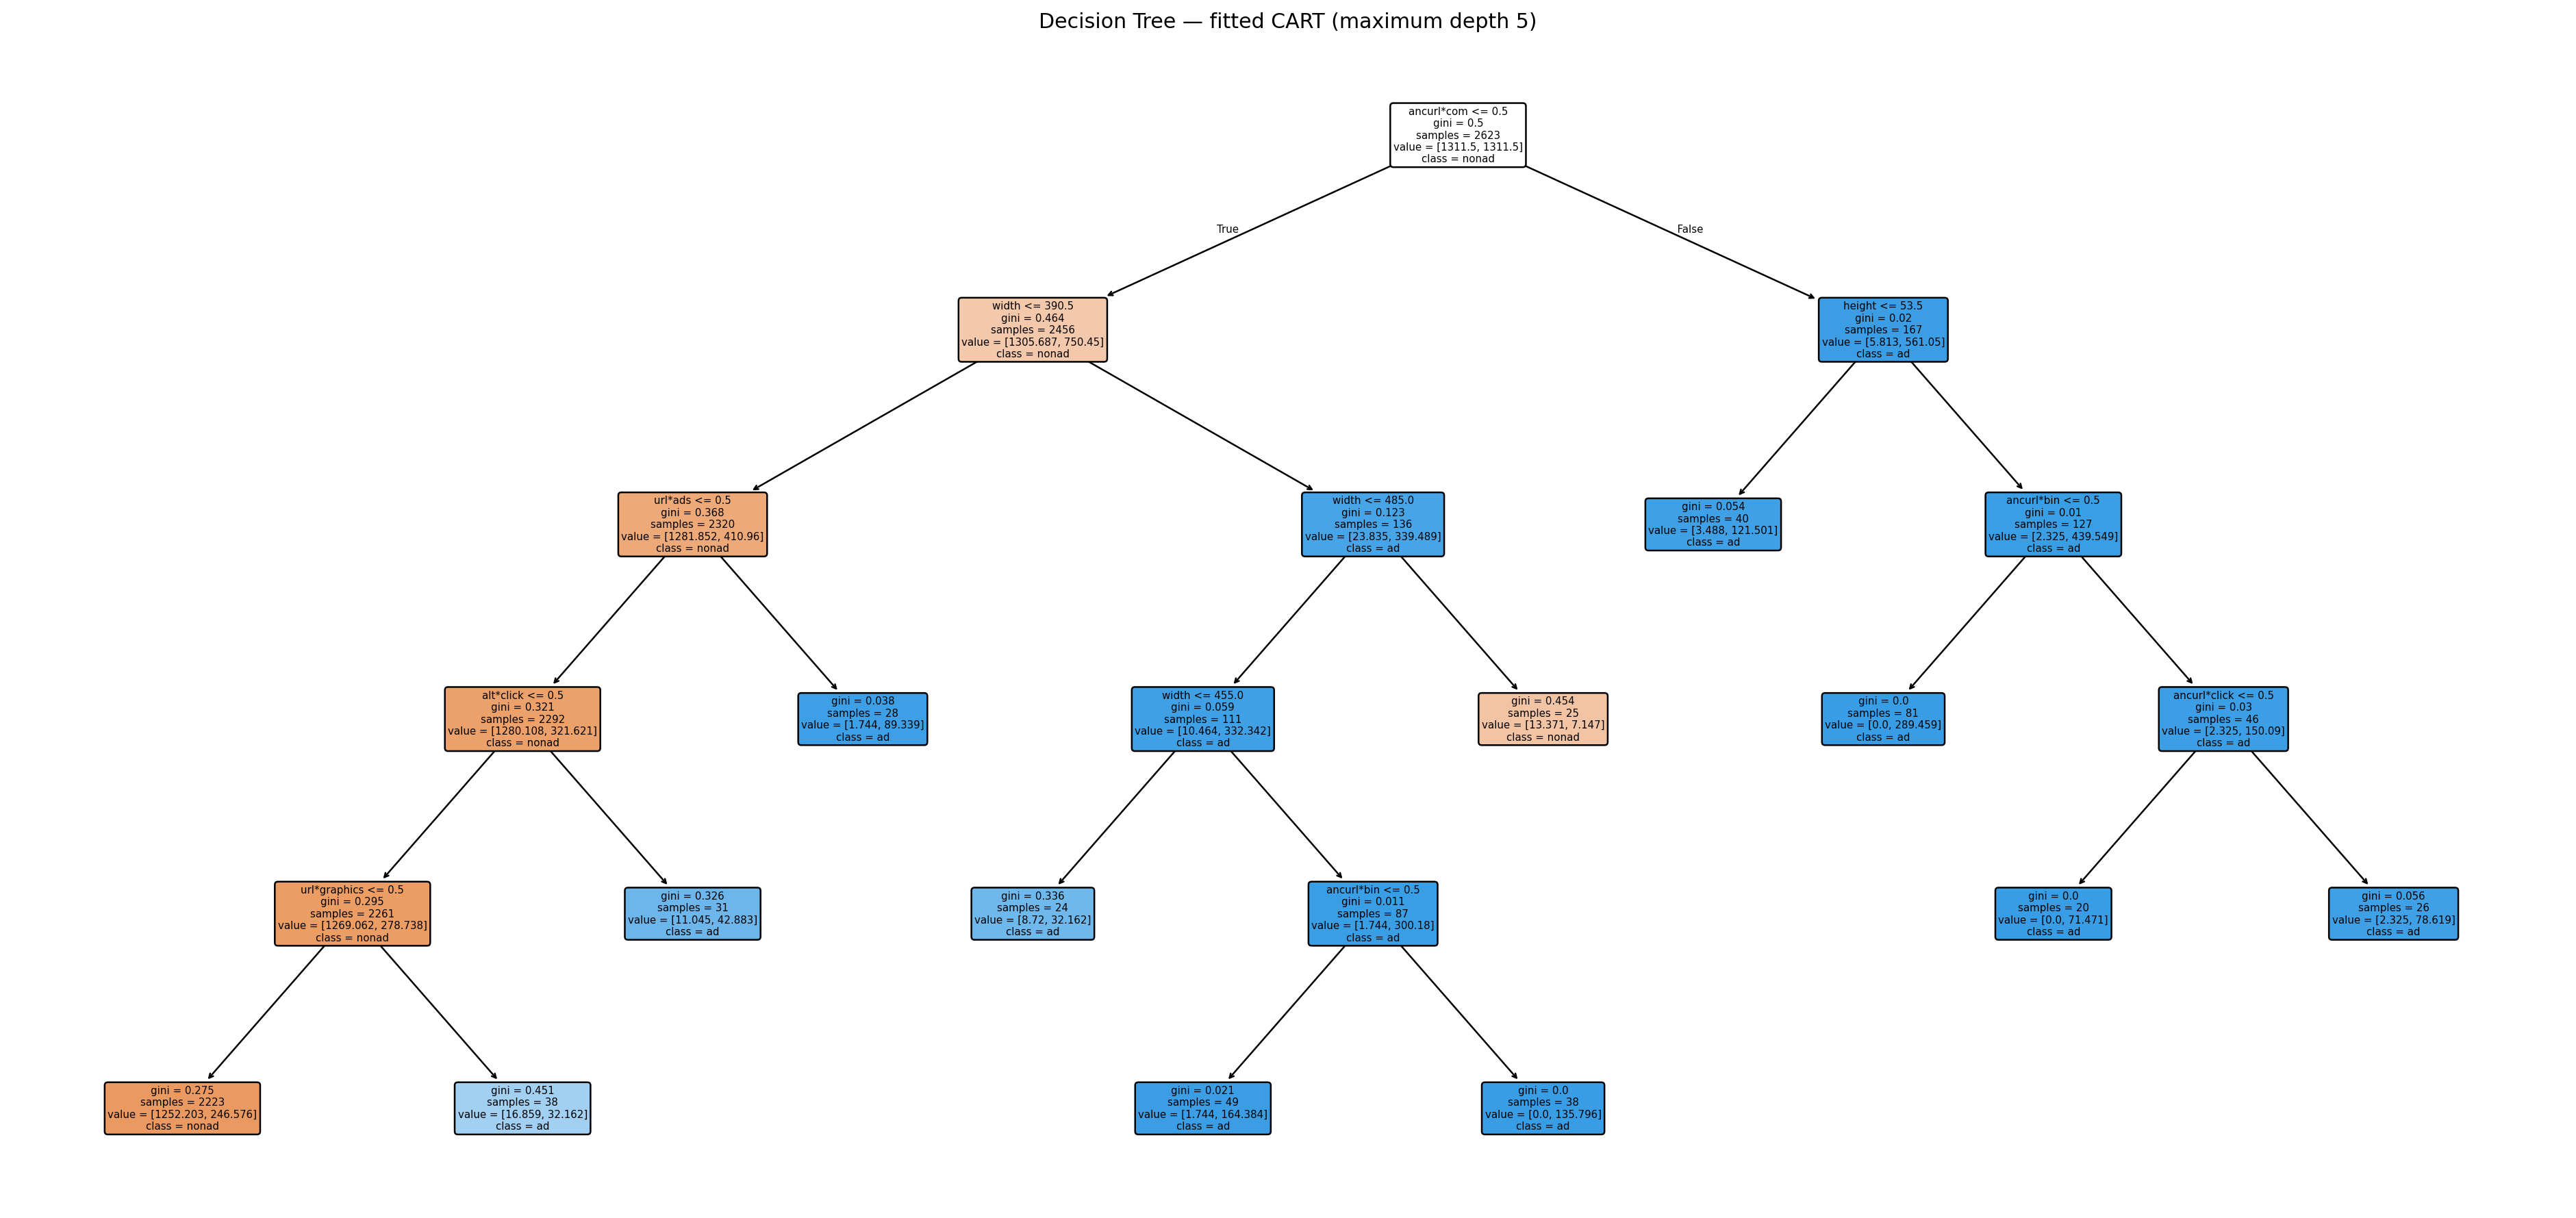 Decision Tree — fitted CART (maximum depth 5)
ancurl*com <= 0.5
gini = 0.5
samples = 2623
value = [1311.5, 1311.5]
class = nonad
True
False
width <= 390.5
gini = 0.464
samples = 2456
value = [1305.687, 750.45]
class = nonad
height <= 53.5
gini = 0.02
samples = 167
value = [5.813, 561.05]
class = ad
url*ads <= 0.5
gini = 0.368
samples = 2320
value = [1281.852, 410.96]
class = nonad
width <= 485.0
gini = 0.123
samples = 136
value = [23.835, 339.489]
class = ad
gini = 0.054
samples = 40
value = [3.488, 121.501]
class = ad
ancurl*bin <= 0.5
gini = 0.01
samples = 127
value = [2.325, 439.549]
class = ad
alt*click <= 0.5
gini = 0.321
samples = 2292
value = [1280.108, 321.621]
class = nonad
gini = 0.038
samples = 28
value = [1.744, 89.339]
class = ad
width <= 455.0
gini = 0.059
samples = 111
value = [10.464, 332.342]
class = ad
gini = 0.454
samples = 25
value = [13.371, 7.147]
class = nonad
gini = 0.0
samples = 81
value = [0.0, 289.459]
class = ad
ancurl*click <= 0.5
gini = 0.03
samples = 46
value = [2.325, 150.09]
class = ad
url*graphics <= 0.5
gini = 0.295
samples = 2261
value = [1269.062, 278.738]
class = nonad
gini = 0.326
samples = 31
value = [11.045, 42.883]
class = ad
gini = 0.336
samples = 24
value = [8.72, 32.162]
class = ad
ancurl*bin <= 0.5
gini = 0.011
samples = 87
value = [1.744, 300.18]
class = ad
gini = 0.0
samples = 20
value = [0.0, 71.471]
class = ad
gini = 0.056
samples = 26
value = [2.325, 78.619]
class = ad
gini = 0.275
samples = 2223
value = [1252.203, 246.576]
class = nonad
gini = 0.451
samples = 38
value = [16.859, 32.162]
class = ad
gini = 0.021
samples = 49
value = [1.744, 164.384]
class = ad
gini = 0.0
samples = 38
value = [0.0, 135.796]
class = ad